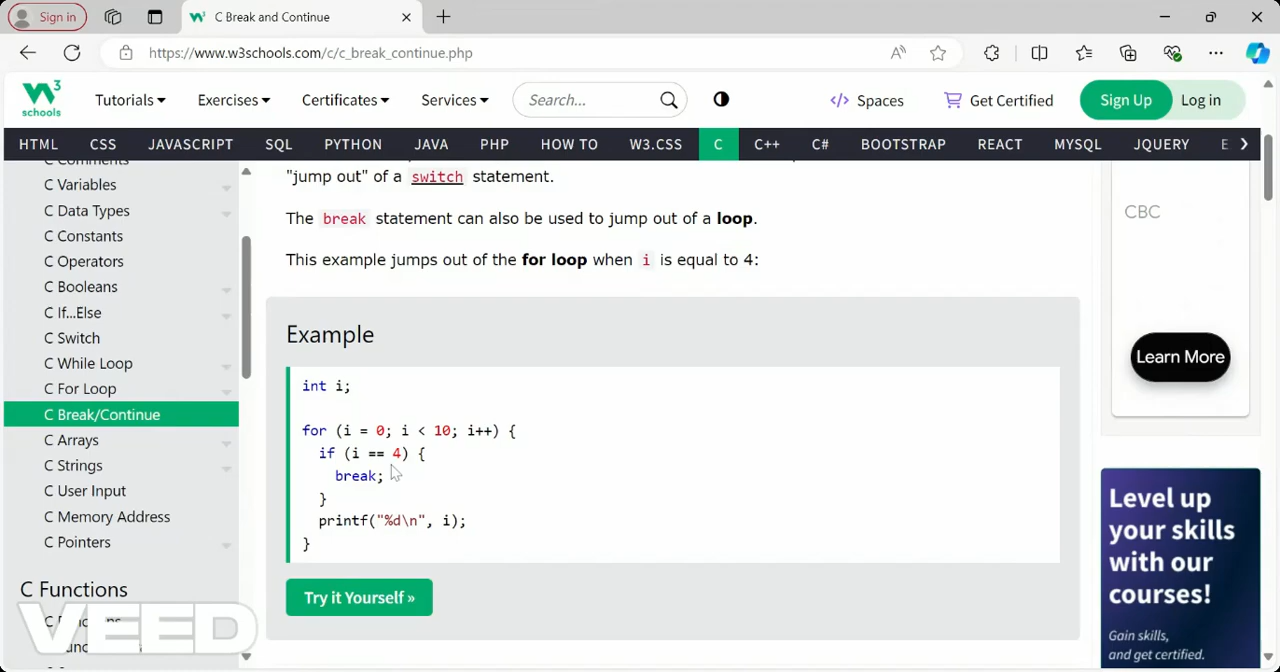 Sign in
C Break and Continue
https://www.w3schools.com/c/c_break_continue.php
W3 schools
Tutorials
Exercises
Certificates
Services
Search...
</> Spaces
Get Certified
Sign Up
Log in
HTML CSS JAVASCRIPT SQL PYTHON JAVA PHP HOW TO W3.CSS C C++ C# BOOTSTRAP REACT MYSQL JQUERY E
C Comments
C Variables
C Data Types
C Constants
C Operators
C Booleans
C If...Else
C Switch
C While Loop
C For Loop
C Break/Continue
C Arrays
C Strings
C User Input
C Memory Address
C Pointers
C Functions
VEED
"jump out" of a switch statement.
The break statement can also be used to jump out of a loop.
This example jumps out of the for loop when i is equal to 4:
Example
int i;
for (i = 0; i < 10; i++) {
if (i == 4) {
break;
}
printf("%d\n", i);
}
Try it Yourself »
CBC
Learn More
Level up
your skills
with our
courses!
Gain skills,
and get certified.